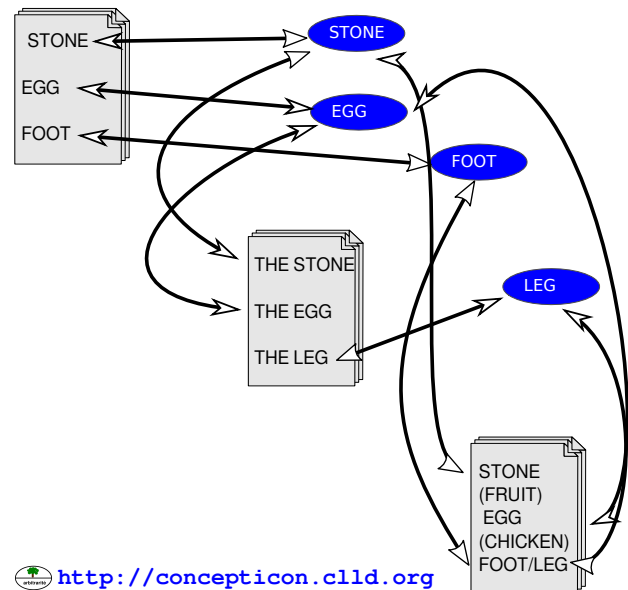 STONE
EGG
FOOT
STONE
EGG
FOOT
LEG
THE STONE
THE EGG
THE LEG
STONE
(FRUIT)
EGG
(CHICKEN)
FOOT/LEG
arbitrarité
http://concepticon.clld.org